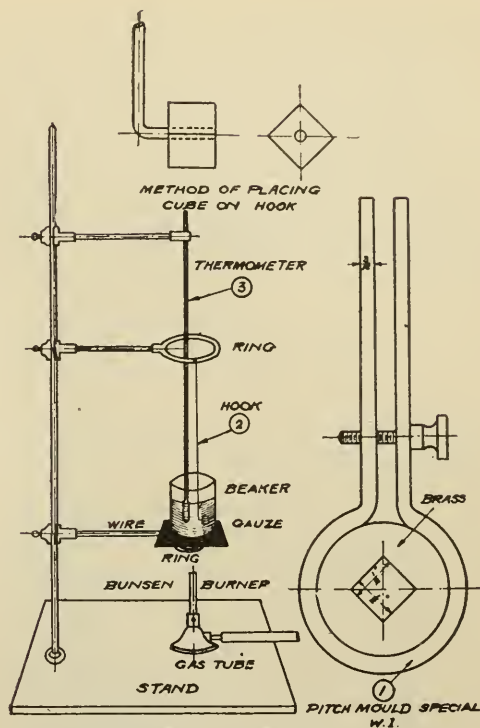 METHOD OF PLACING
CUBE ON HOOK
THERMOMETER
3
RING
HOOK
2
BEAKER
WIRE GAUZE
RING
BUNSEN BURNER
GAS TUBE
STAND
BRASS
1
PITCH MOULD SPECIAL
W.I.